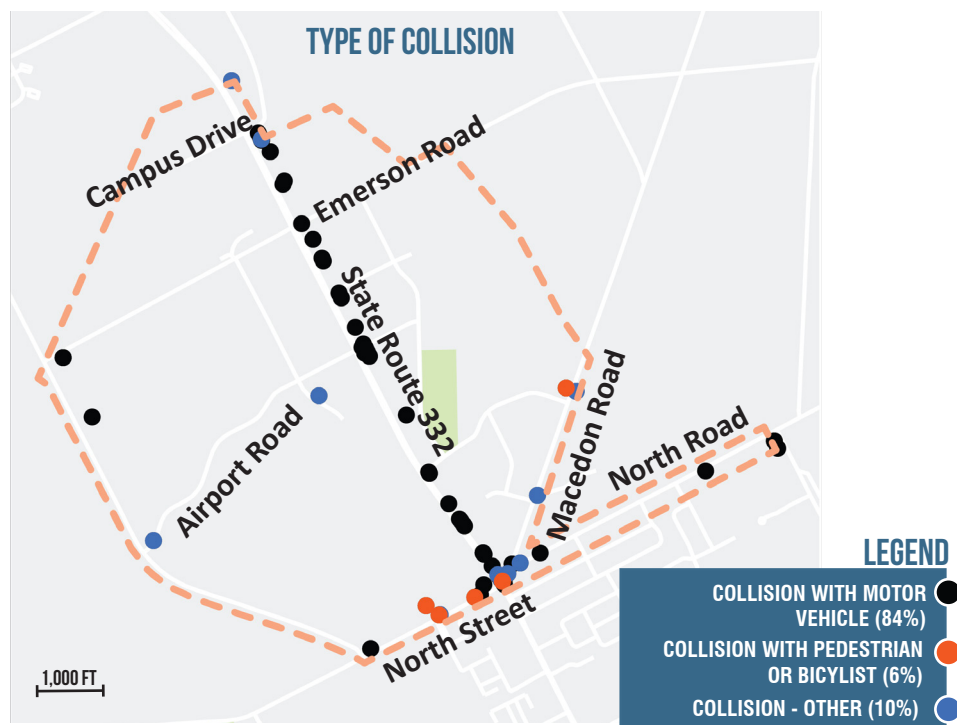 TYPE OF COLLISION
Campus Drive
Emerson Road
State Route 332
Airport Road
Macedon Road
North Road
North Street
1,000 FT
LEGEND
COLLISION WITH MOTOR
VEHICLE (84%)
COLLISION WITH PEDESTRIAN
OR BICYLIST (6%)
COLLISION - OTHER (10%)